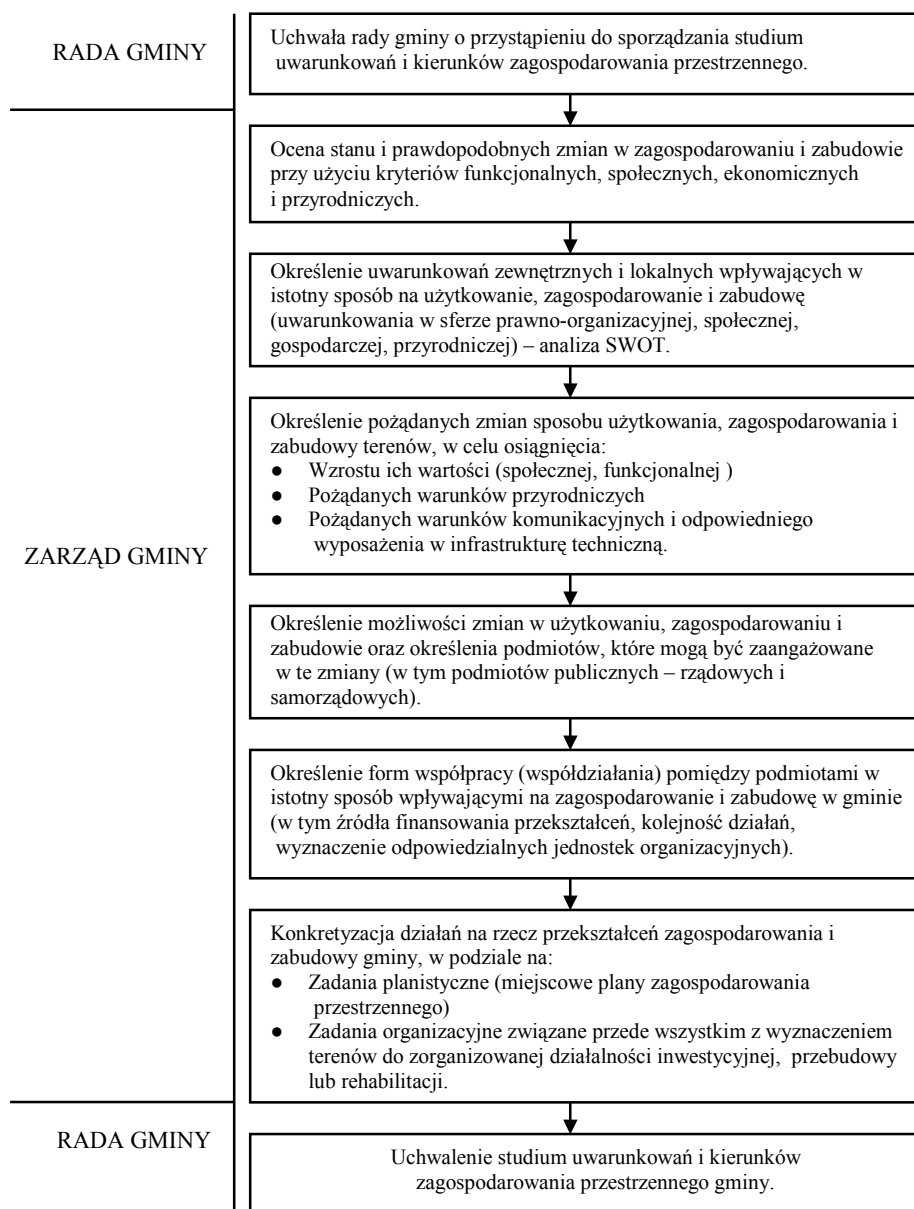 RADA GMINY
Uchwała rady gminy o przystąpieniu do sporządzania studium
uwarunkowań i kierunków zagospodarowania przestrzennego.
ZARZĄD GMINY
Ocena stanu i prawdopodobnych zmian w zagospodarowaniu i zabudowie
przy użyciu kryteriów funkcjonalnych, społecznych, ekonomicznych
i przyrodniczych.
Określenie uwarunkowań zewnętrznych i lokalnych wpływających w
istotny sposób na użytkowanie, zagospodarowanie i zabudowę
(uwarunkowania w sferze prawno-organizacyjnej, społecznej,
gospodarczej, przyrodniczej) – analiza SWOT.
Określenie pożądanych zmian sposobu użytkowania, zagospodarowania i
zabudowy terenów, w celu osiągnięcia:
● Wzrostu ich wartości (społecznej, funkcjonalnej )
● Pożądanych warunków przyrodniczych
● Pożądanych warunków komunikacyjnych i odpowiedniego
wyposażenia w infrastrukturę techniczną.
Określenie możliwości zmian w użytkowaniu, zagospodarowaniu i
zabudowie oraz określenia podmiotów, które mogą być zaangażowane
w te zmiany (w tym podmiotów publicznych – rządowych i
samorządowych).
Określenie form współpracy (współdziałania) pomiędzy podmiotami w
istotny sposób wpływającymi na zagospodarowanie i zabudowę w gminie
(w tym źródła finansowania przekształceń, kolejność działań,
wyznaczenie odpowiedzialnych jednostek organizacyjnych).
Konkretyzacja działań na rzecz przekształceń zagospodarowania i
zabudowy gminy, w podziale na:
● Zadania planistyczne (miejscowe plany zagospodarowania
przestrzennego)
● Zadania organizacyjne związane przede wszystkim z wyznaczeniem
terenów do zorganizowanej działalności inwestycyjnej, przebudowy
lub rehabilitacji.
RADA GMINY
Uchwalenie studium uwarunkowań i kierunków
zagospodarowania przestrzennego gminy.